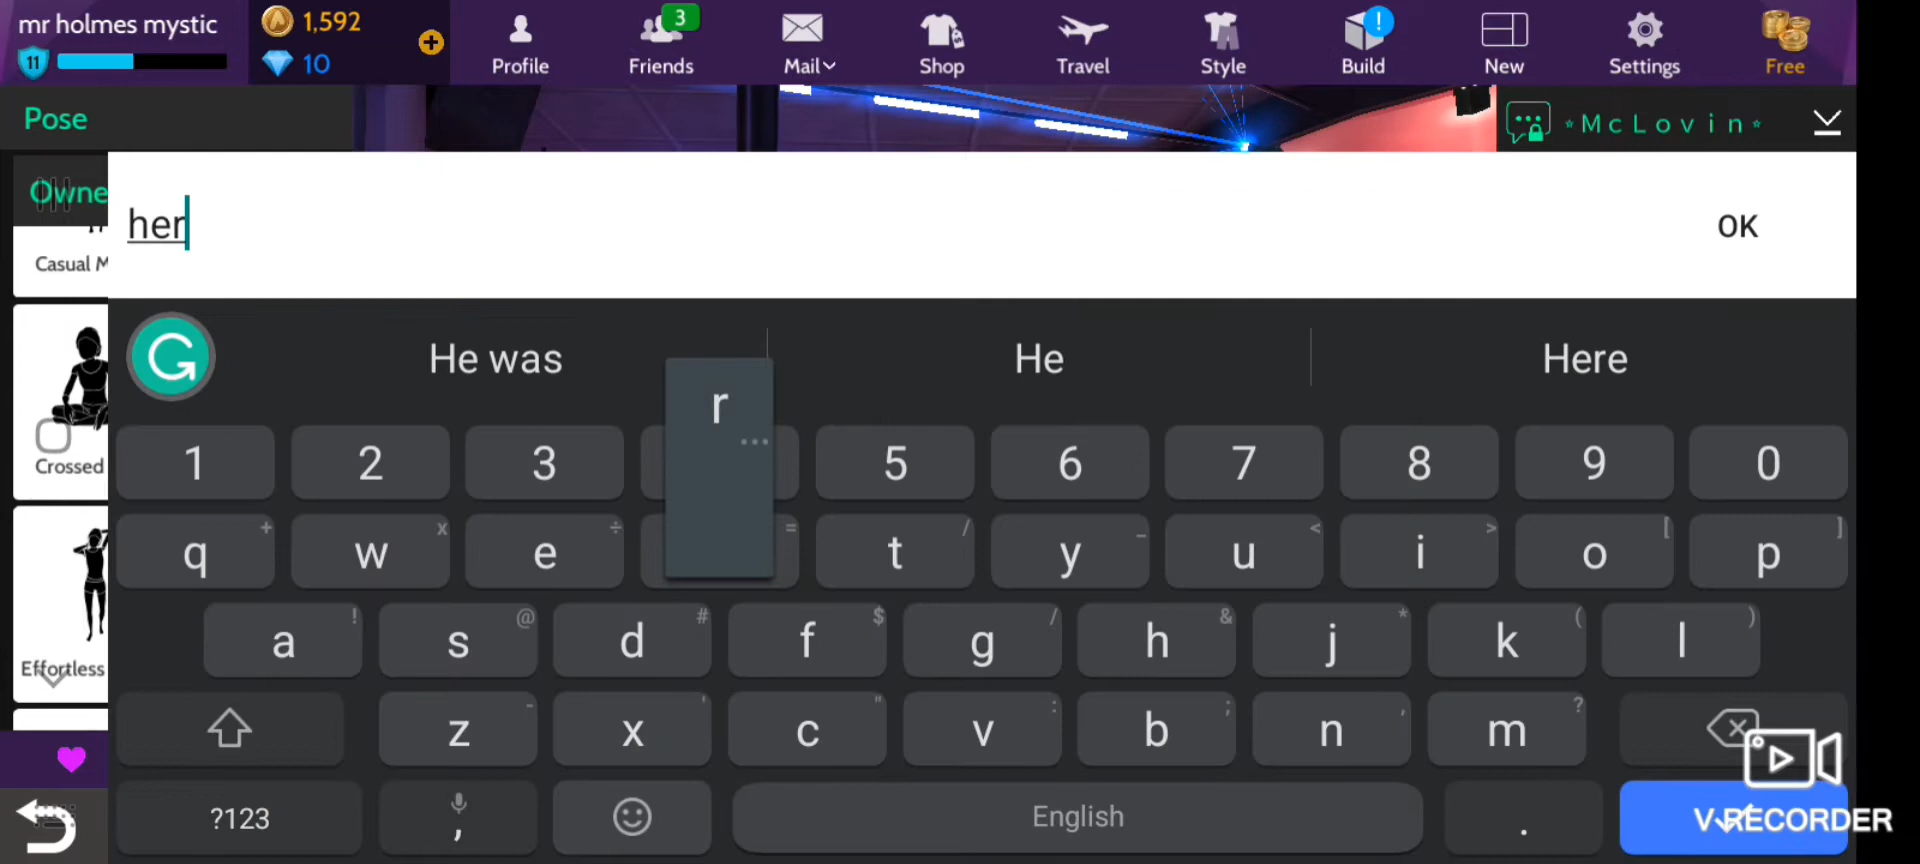 mr holmes mystic
11
1,592
10
Profile
Friends
3
Mail
Shop
Travel
Style
Build
!
New
Settings
Free
Pose
*McLovin*
Owne
Casual M
Crossed
Effortless
her
OK
He was
He
Here
r
1 2 3 5 6 7 8 9 0
q + w x e ÷ = t / y _ u < i > o [ p ]
a ! s @ d # f $ g / h & j * k ( l )
z - x ' c " v : b ; n , m ?
?123 , English .
V-RECORDER